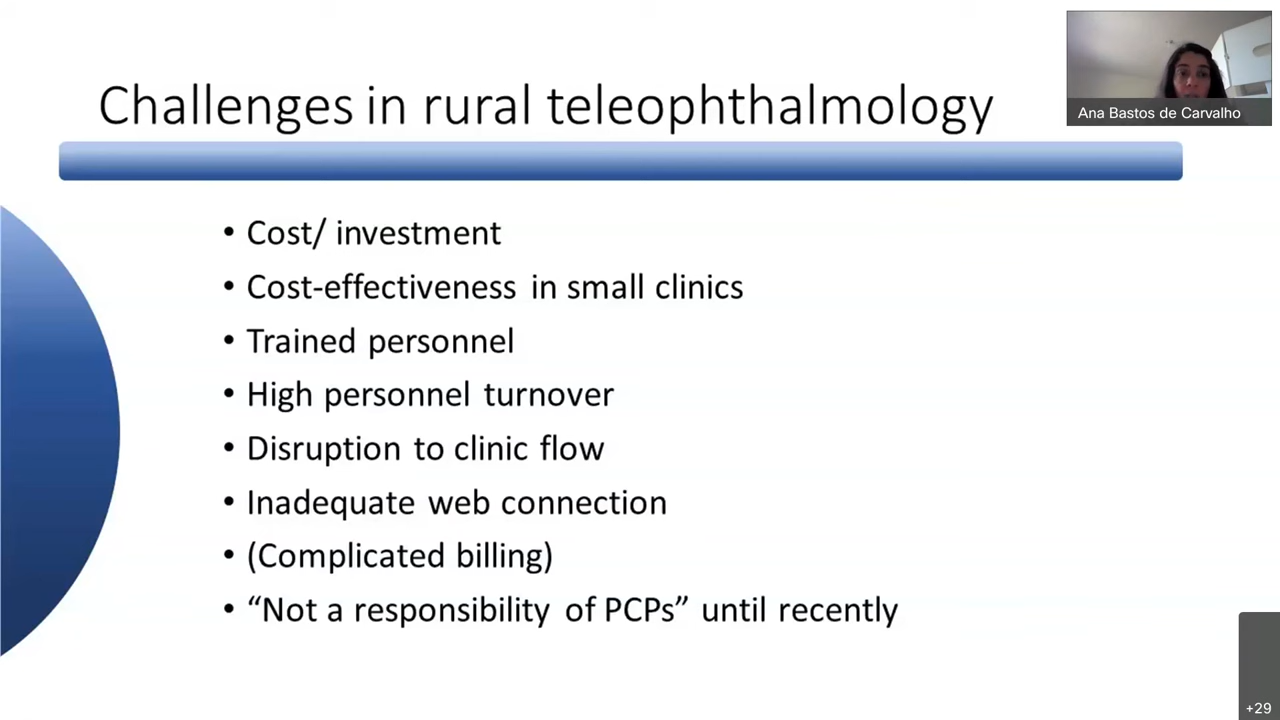 Challenges in rural teleophthalmology
Ana Bastos de Carvalho
• Cost/ investment
• Cost-effectiveness in small clinics
• Trained personnel
• High personnel turnover
• Disruption to clinic flow
• Inadequate web connection
• (Complicated billing)
• “Not a responsibility of PCPs” until recently
+29